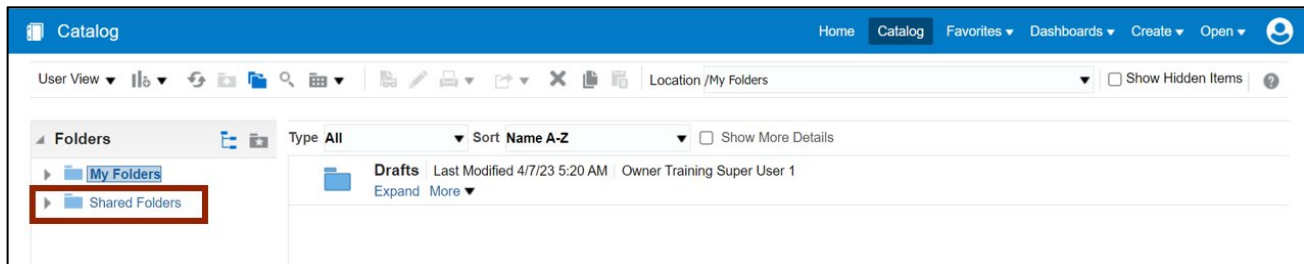 Catalog Home Catalog Favorites Dashboards Create Open
User View Location /My Folders Show Hidden Items ?
Folders Type All Sort Name A-Z Show More Details
My Folders Drafts Last Modified 4/7/23 5:20 AM Owner Training Super User 1
Expand More
Shared Folders